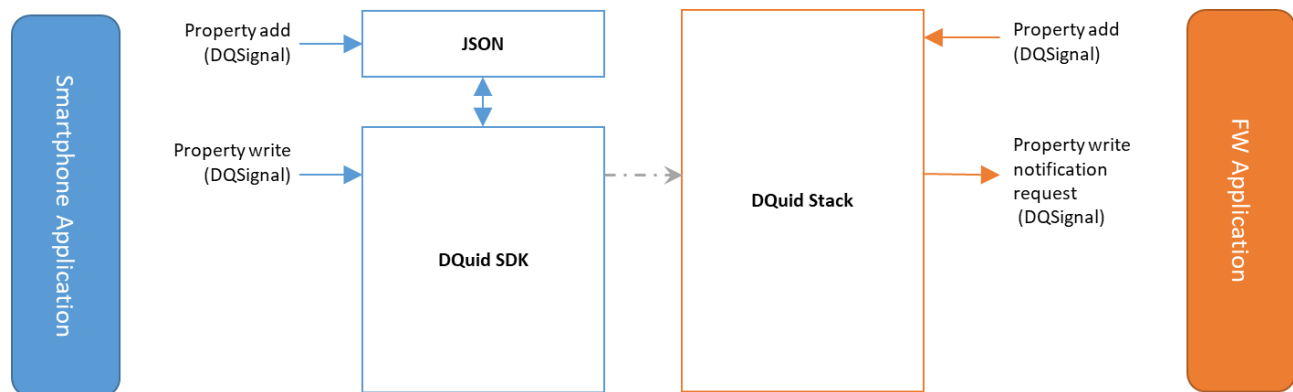 Smartphone Application
Property add
(DQSignal)
JSON
Property write
(DQSignal)
DQuid SDK
DQuid Stack
Property add
(DQSignal)
Property write
notification
request
(DQSignal)
FW Application